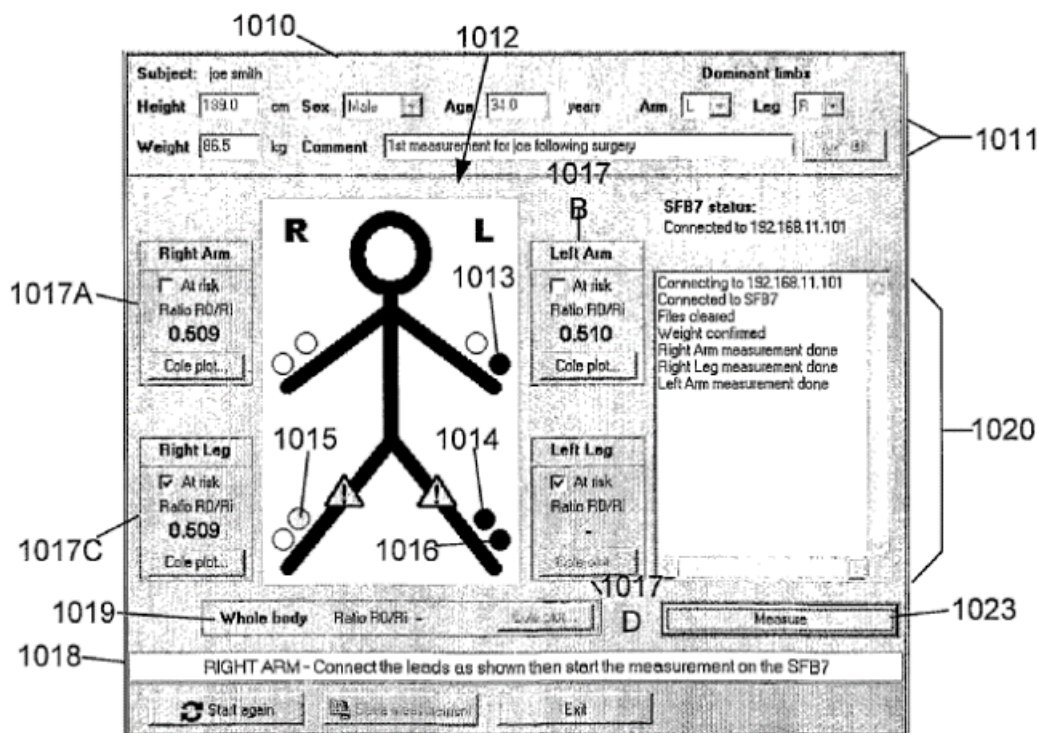 1010
1012
Subject: joe smith
Dominant limbs
Height 189.0 cm Sex Male Age 34.0 years Arm L Leg R
1011
Weight 86.5 kg Comment 1st measurement for joe following surgery
1017
B
SFB7 status:
Connected to 192.168.11.101
R L
Right Arm
At risk
Ratio R0/Ri
0.509
Cole plot...
1017A
1013
Left Arm
At risk
Ratio R0/Ri
0.510
Cole plot...
Connecting to 192.168.11.101
Connected to SFB7
Files cleared
Weight confirmed
Right Arm measurement done
Right Leg measurement done
Left Arm measurement done
1020
1015
1014
1016
Right Leg
At risk
Ratio R0/Ri
0.509
Cole plot...
1017C
Left Leg
At risk
Ratio R0/Ri
-
Cole plot...
1017
D
1019
Whole body Ratio R0/Ri - Cole plot...
Measure
1023
1018
RIGHT ARM - Connect the leads as shown then start the measurement on the SFB7
Start again
Save measurement
Exit